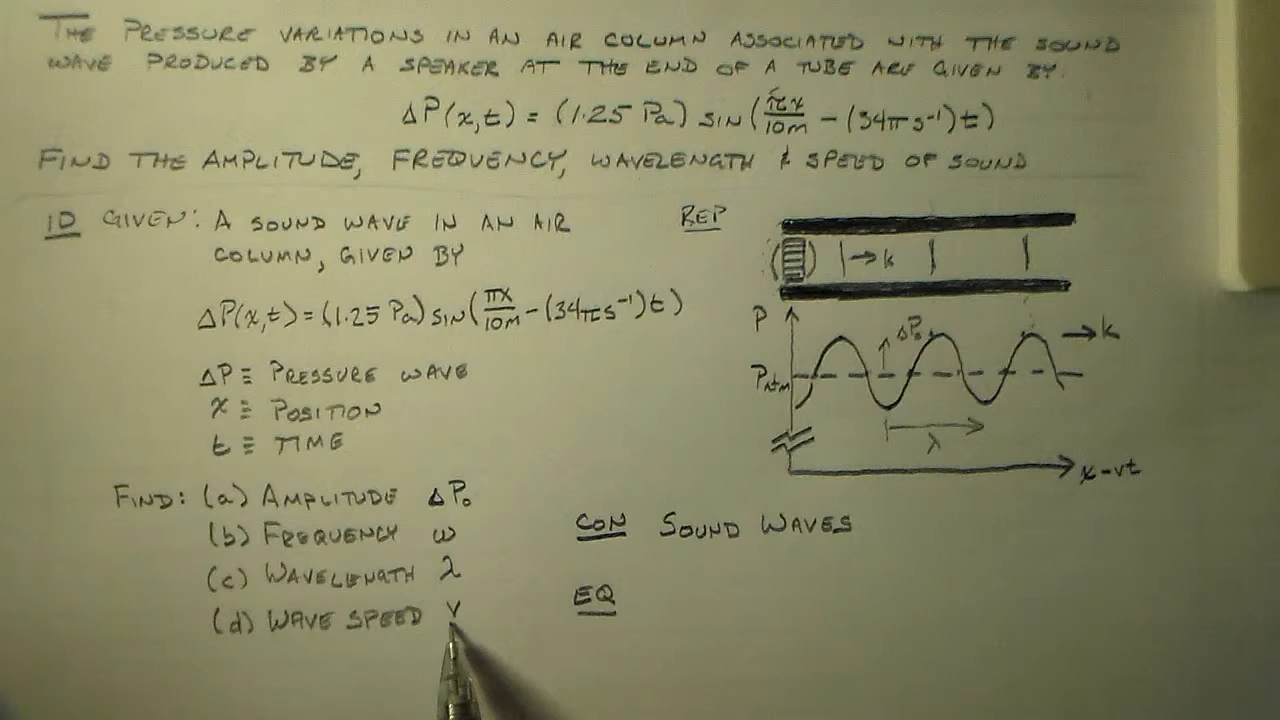 THE PRESSURE VARIATIONS IN AN AIR COLUMN ASSOCIATED WITH THE SOUND
WAVE PRODUCED BY A SPEAKER AT THE END OF A TUBE ARE GIVEN BY
ΔP(x,t) = (1.25 Pa) SIN(πx/10M − (34π s⁻¹)t)
FIND THE AMPLITUDE, FREQUENCY, WAVELENGTH & SPEED OF SOUND
ID GIVEN: A SOUND WAVE IN AN AIR
COLUMN, GIVEN BY
ΔP(x,t) = (1.25 Pa) SIN(πx/10M − (34π s⁻¹)t)
ΔP ≡ PRESSURE WAVE
x ≡ POSITION
t ≡ TIME
FIND: (a) AMPLITUDE ΔP₀
(b) FREQUENCY ω
(c) WAVELENGTH λ
(d) WAVE SPEED v
REP
→ k
P
ΔP₀
→ k
Patm
λ
x-vt
CON SOUND WAVES
EQ